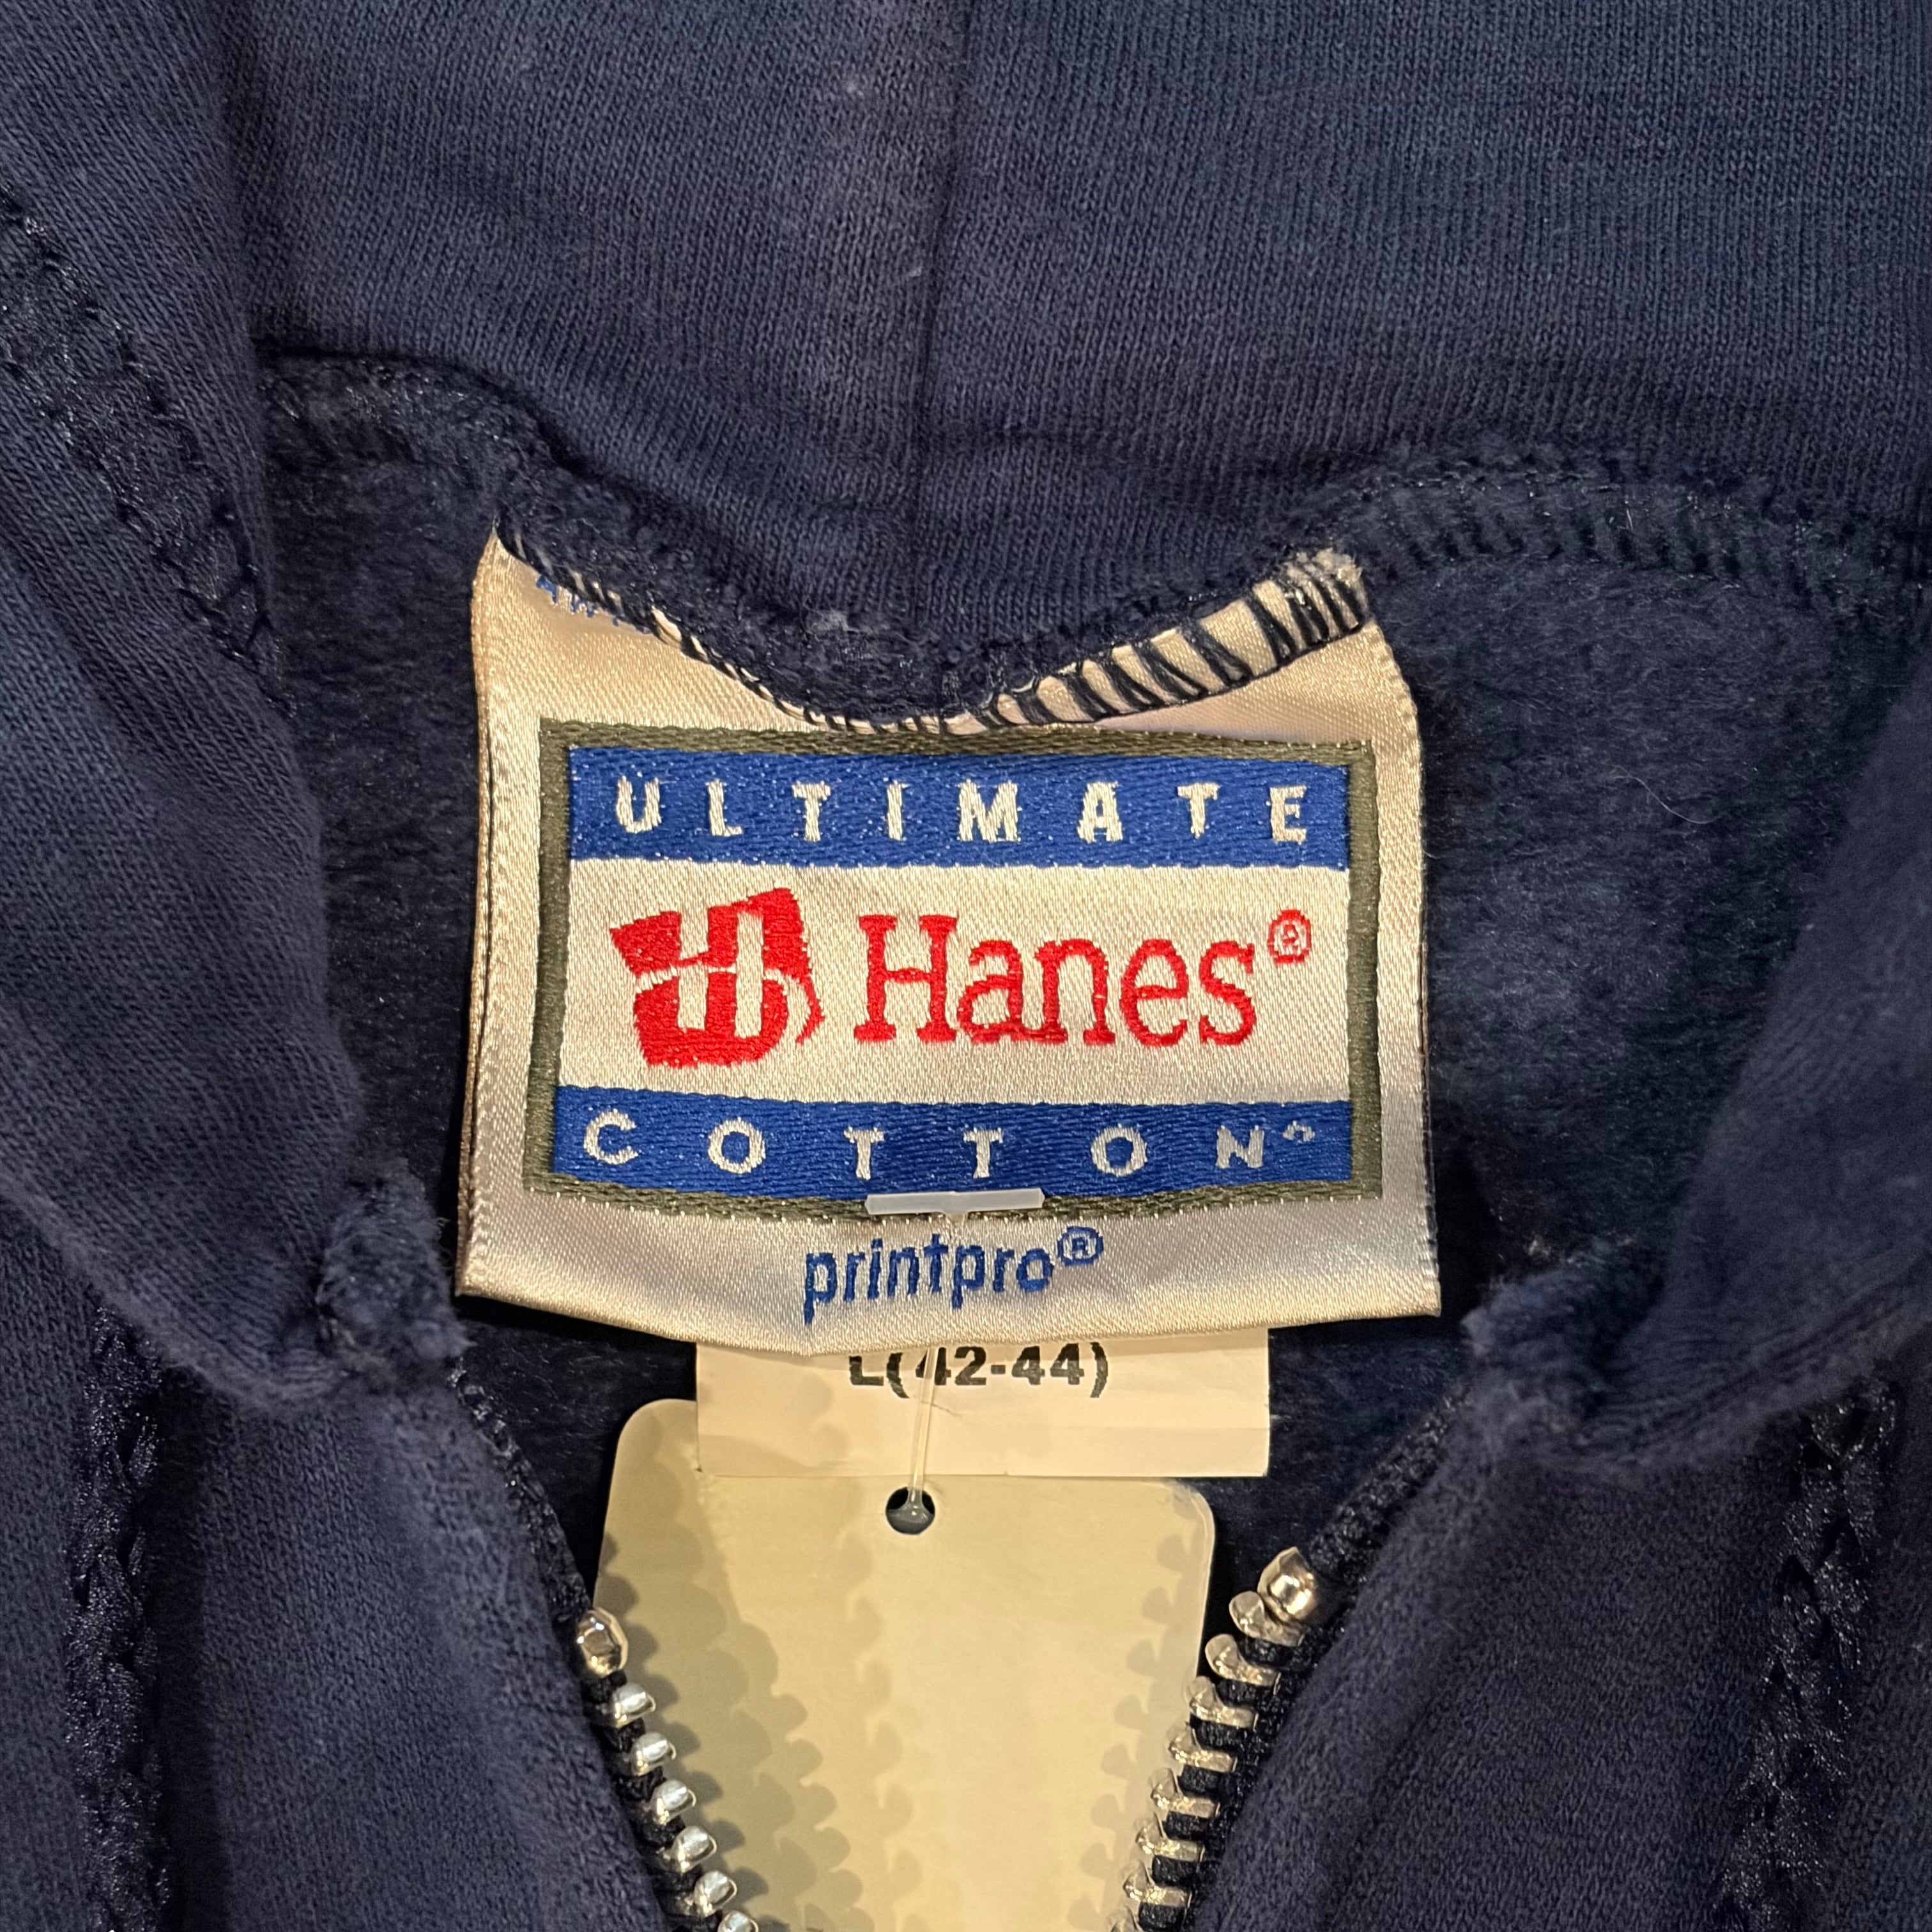 ULTIMATE
Hanes®
COTTON
printpro®
L(42-44)